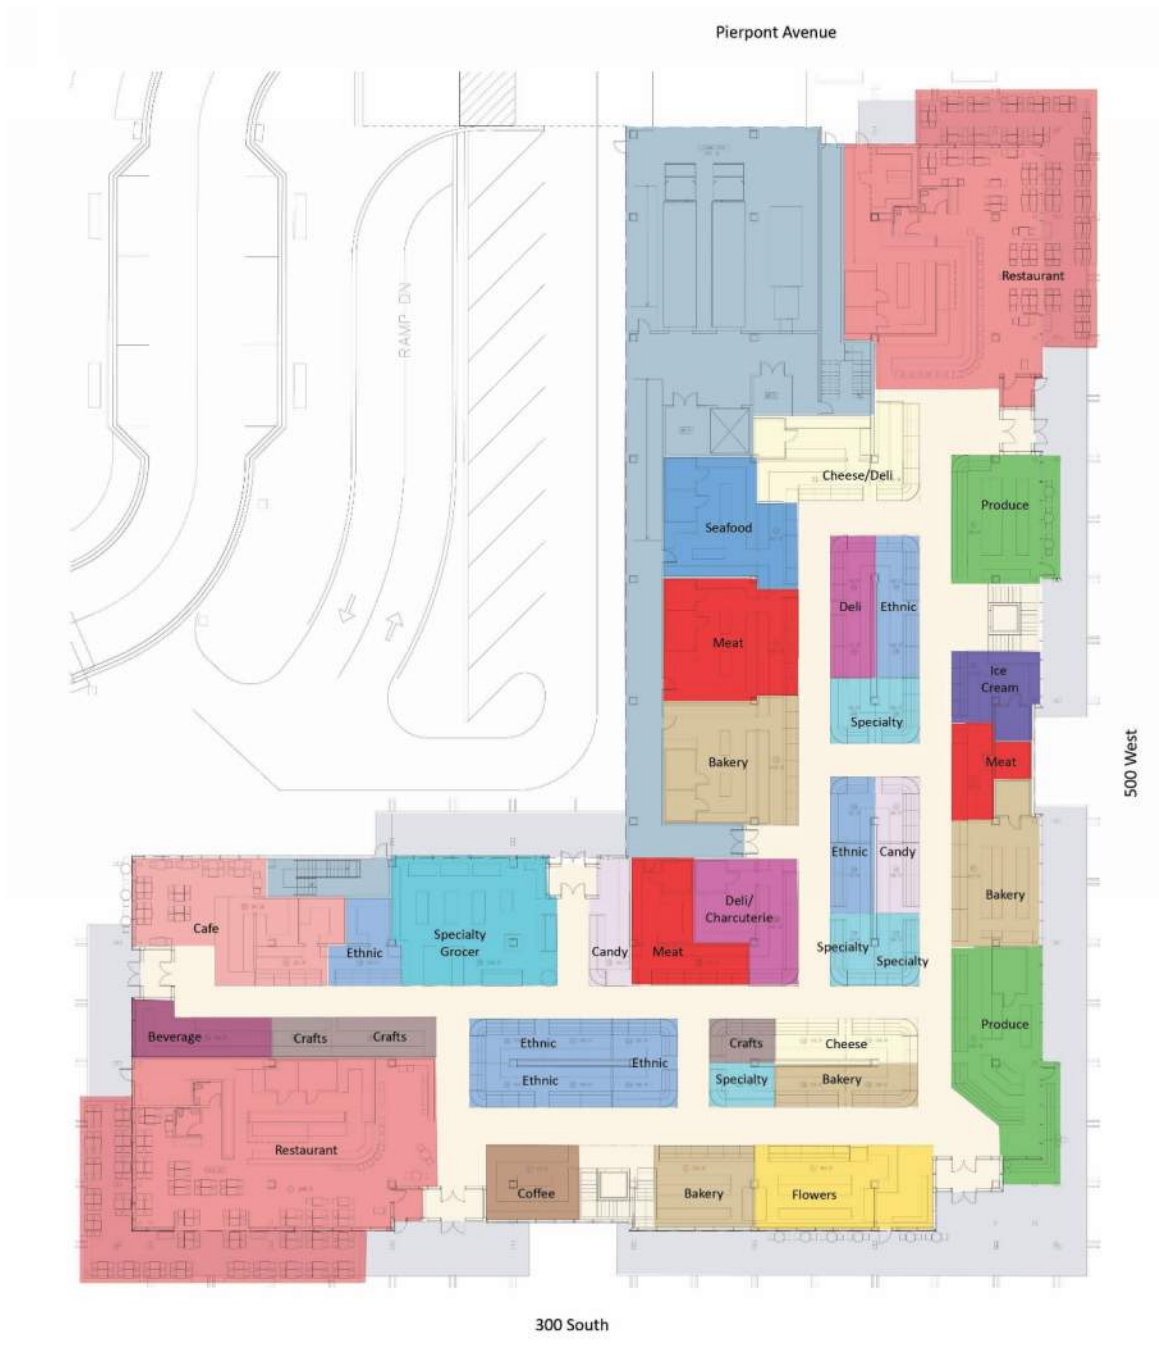 Pierpont Avenue
Restaurant
RAMP DN
Cheese/Deli
Produce
Seafood
Deli
Ethnic
Meat
Ice
Cream
Specialty
Bakery
Meat
500 West
Ethnic
Candy
Bakery
Deli/
Charcuterie
Cafe
Specialty
Grocer
Ethnic
Candy
Meat
Specialty
Specialty
Produce
Beverage
Crafts
Crafts
Ethnic
Ethnic
Ethnic
Crafts
Cheese
Specialty
Bakery
Restaurant
Coffee
Bakery
Flowers
300 South